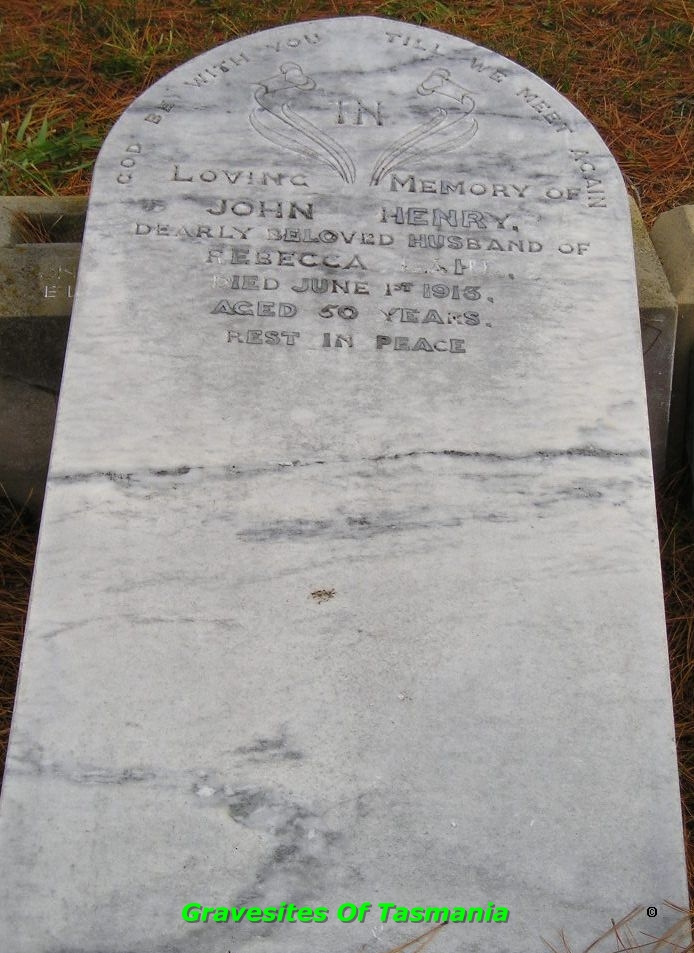 GOD BE WITH YOU TILL WE MEET AGAIN
IN
LOVING MEMORY OF
JOHN HENRY,
DEARLY BELOVED HUSBAND OF
REBECCA
DIED JUNE 1ST 1913,
AGED 50 YEARS.
REST IN PEACE
Gravesites Of Tasmania ©